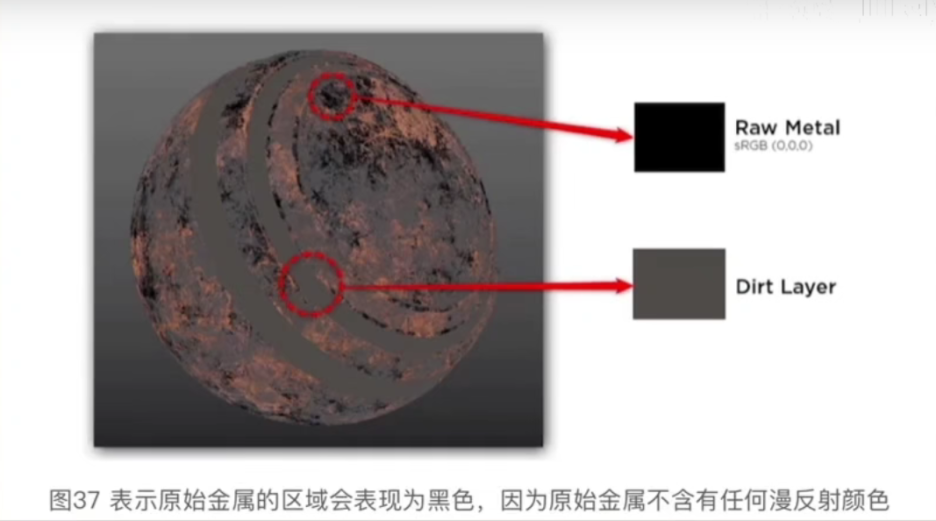 Raw Metal
sRGB (0,0,0)
Dirt Layer
图37 表示原始金属的区域会表现为黑色，因为原始金属不含有任何漫反射颜色